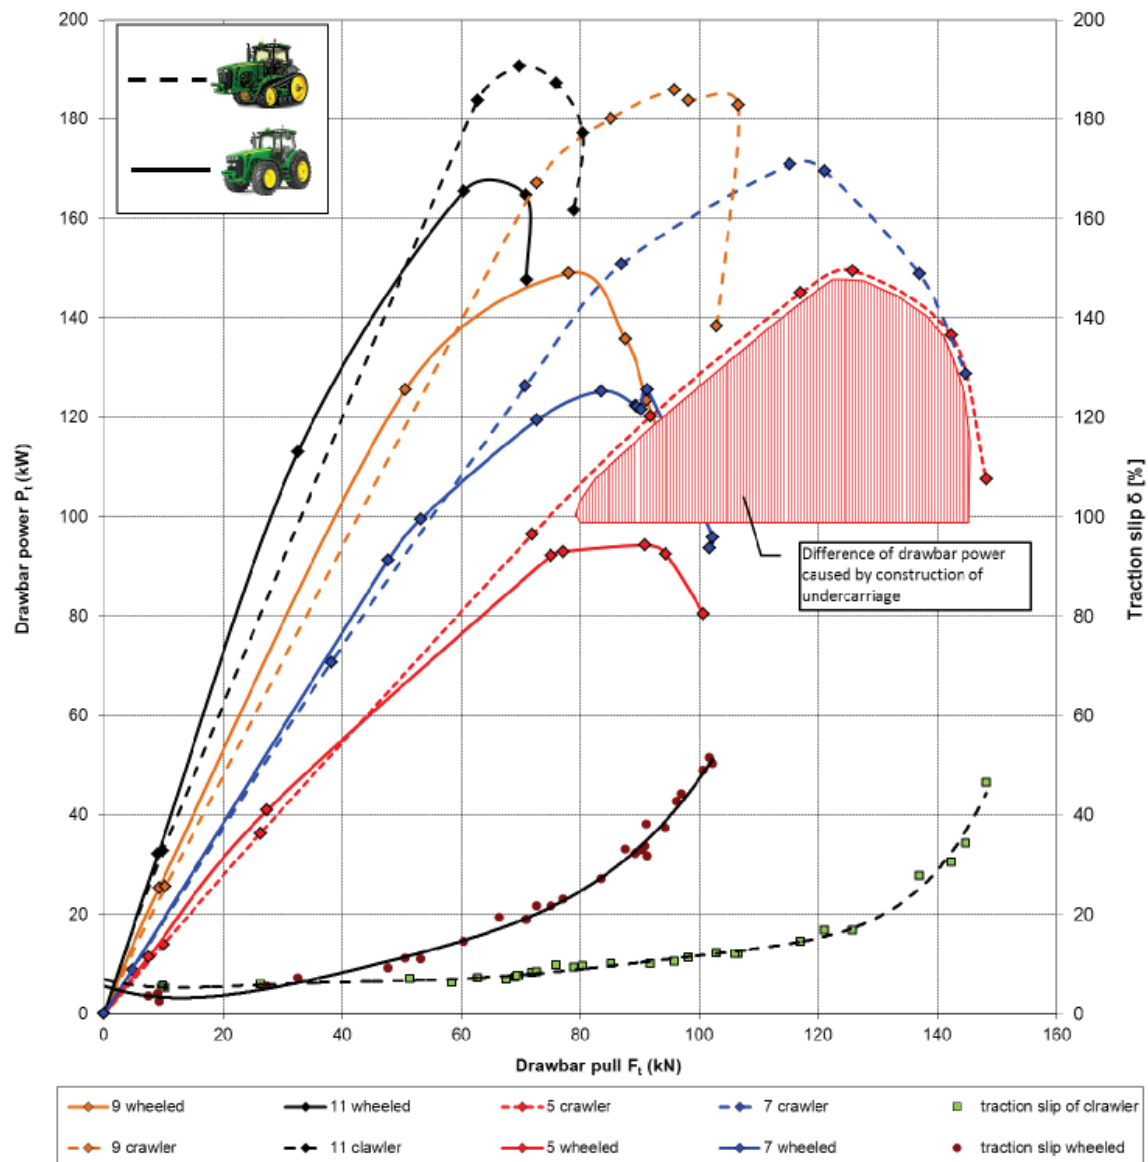 200
180
160
140
120
100
80
60
40
20
0
Drawbar power Pt (kW)
Difference of drawbar power
caused by construction of
undercarriage
200
180
160
140
120
100
80
60
40
20
0
Traction slip δ [%]
0 20 40 60 80 100 120 140 160
Drawbar pull Ft (kN)
9 wheeled 11 wheeled 5 crawler 7 crawler traction slip of clrawler
9 crawler 11 clawler 5 wheeled 7 wheeled traction slip wheeled